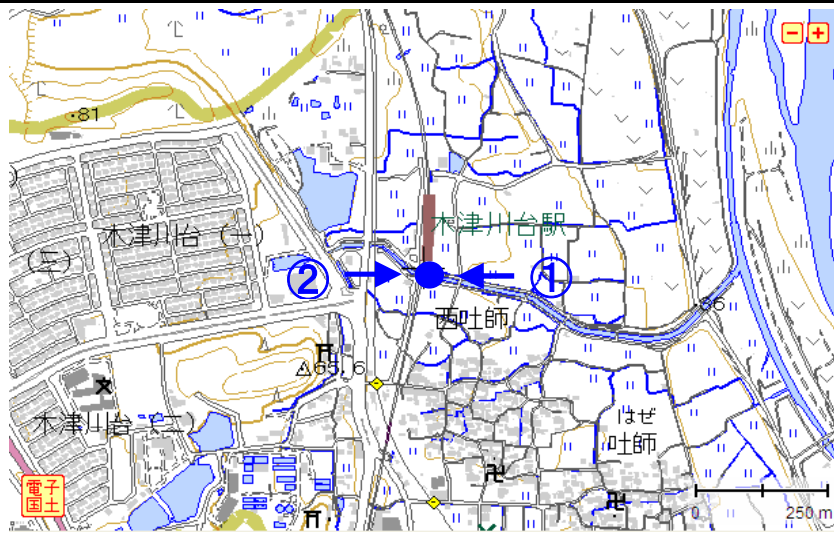 81
木津川台(一)
(三)
木津川台駅
②
①
西吐師
86
65.6
木津川台(二)
はぜ
吐師
電子
国土
0
250 m